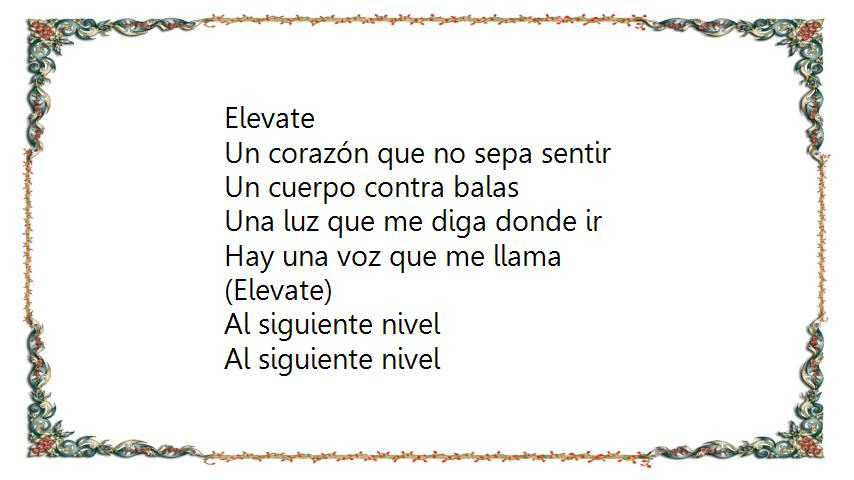 Elevate
Un corazón que no sepa sentir
Un cuerpo contra balas
Una luz que me diga donde ir
Hay una voz que me llama
(Elevate)
Al siguiente nivel
Al siguiente nivel